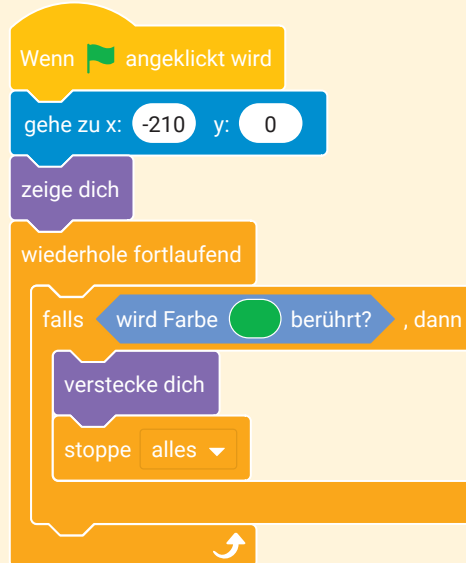 Wenn angeklickt wird
gehe zu x: -210 y: 0
zeige dich
wiederhole fortlaufend
falls wird Farbe berührt? , dann
verstecke dich
stoppe alles